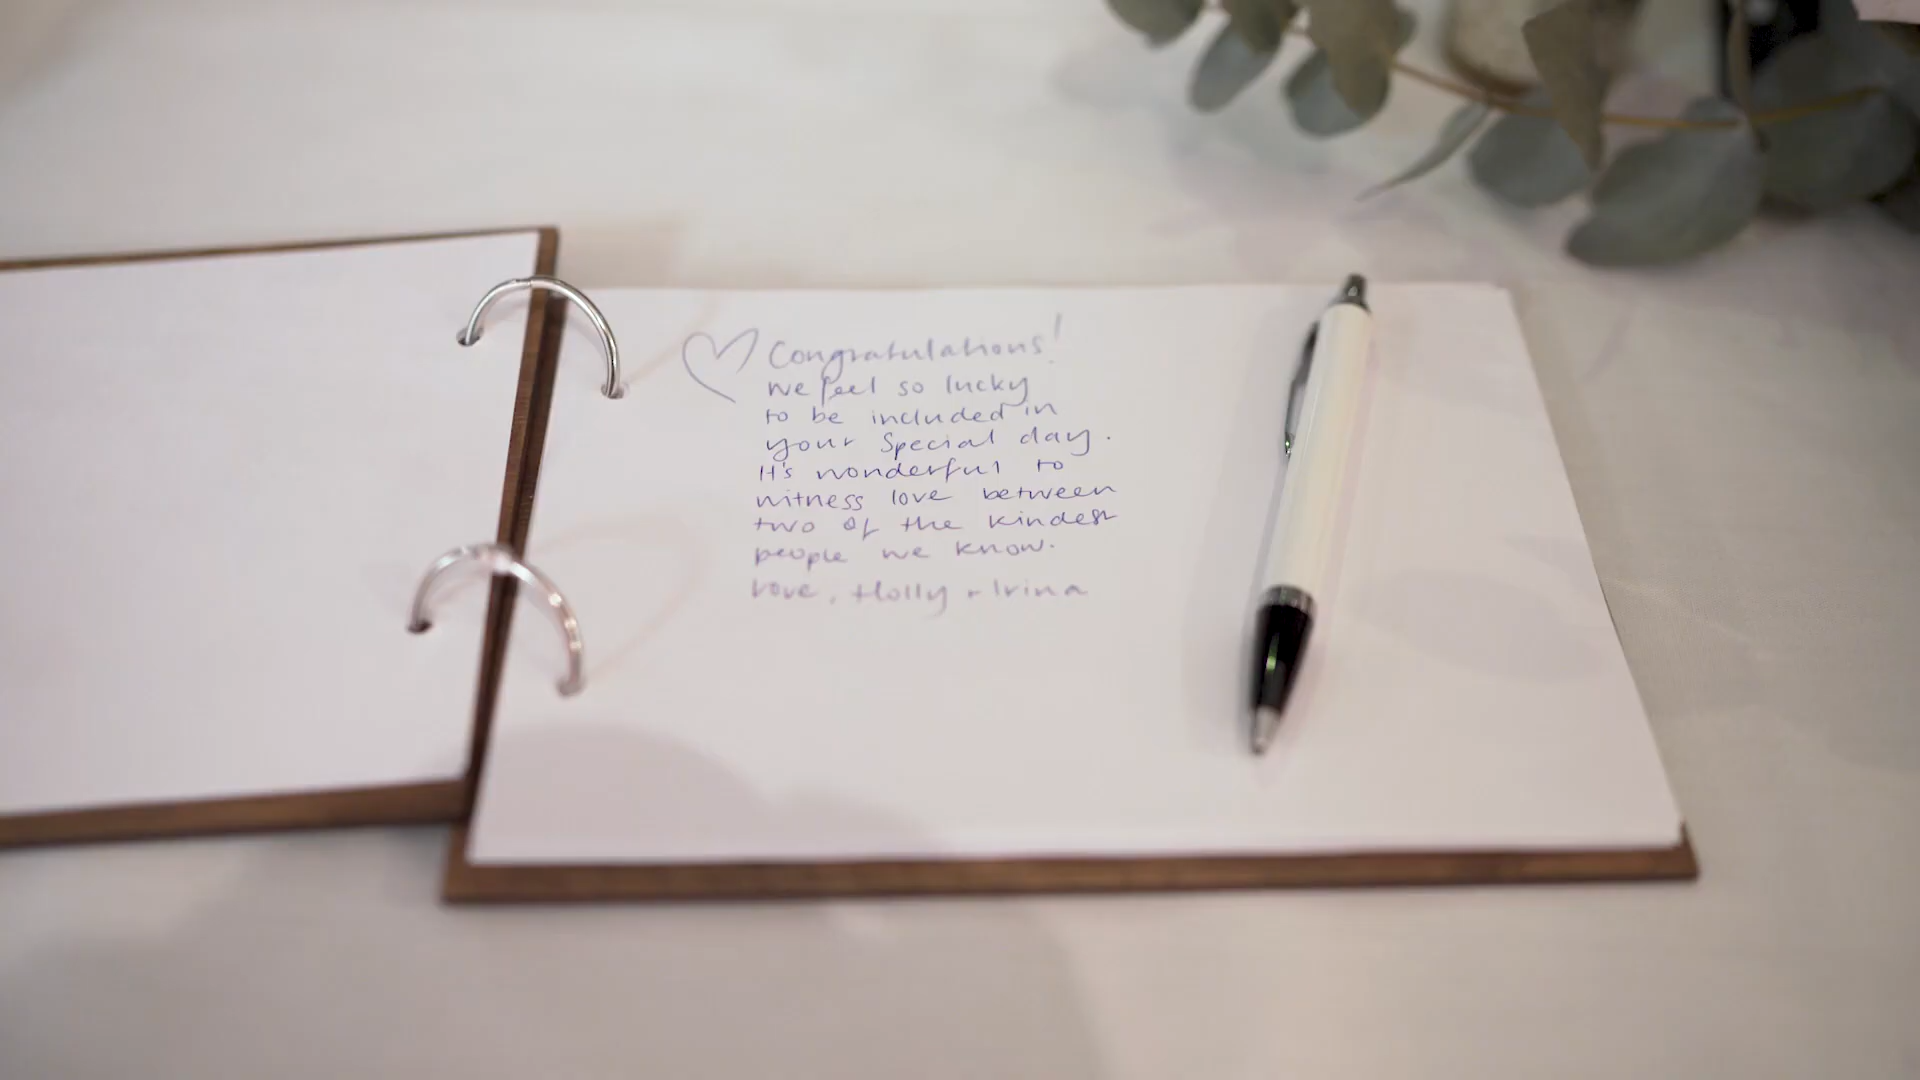 Congratulations!
We feel so lucky
to be included in
your Special day.
It's wonderful to
witness love between
two of the kindest
people we know.
Love, Holly + Irina